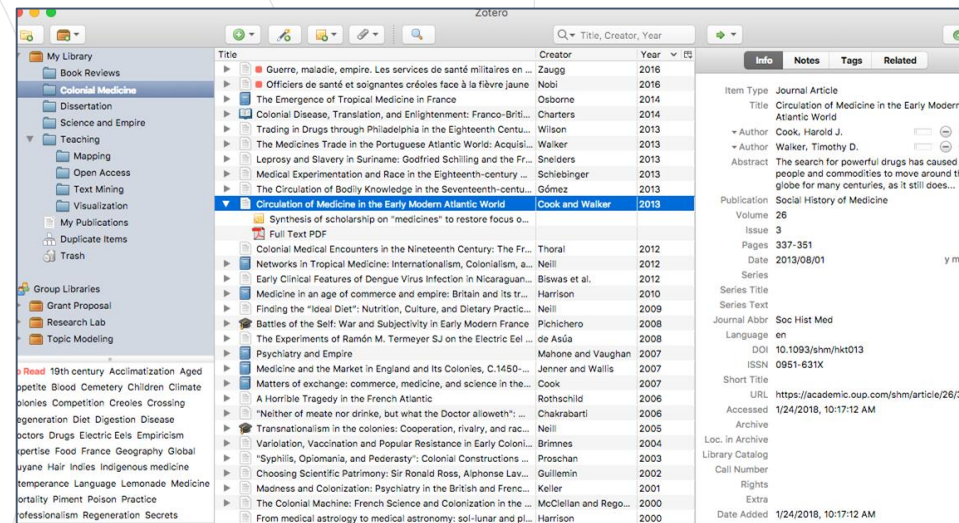 Zotero
Title, Creator, Year
My Library
Book Reviews
Colonial Medicine
Dissertation
Science and Empire
Teaching
Mapping
Open Access
Text Mining
Visualization
My Publications
Duplicate Items
Trash
Group Libraries
Grant Proposal
Research Lab
Topic Modeling
Read 19th century Acclimatization Aged
Blood Cemetery Children Climate
Competition Creoles Crossing
Diet Digestion Disease
Drugs Electric Eels Empiricism
Food France Geography Global
Hair Indies Indigenous medicine
Language Lemonade Medicine
Piment Poison Practice
Regeneration Secrets
Title Creator Year
Guerre, maladie, empire. Les services de santé militaires en ... Zaugg 2016
Officiers de santé et soignantes créoles face à la fièvre jaune Nobi 2016
The Emergence of Tropical Medicine in France Osborne 2014
Colonial Disease, Translation, and Enlightenment: Franco-Briti... Charters 2014
Trading in Drugs through Philadelphia in the Eighteenth Centu... Wilson 2013
The Medicines Trade in the Portuguese Atlantic World: Acquisi... Walker 2013
Leprosy and Slavery in Suriname: Godfried Schilling and the Fr... Snelders 2013
Medical Experimentation and Race in the Eighteenth-century ... Schiebinger 2013
The Circulation of Bodily Knowledge in the Seventeenth-centu... Gómez 2013
Circulation of Medicine in the Early Modern Atlantic World Cook and Walker 2013
Synthesis of scholarship on "medicines" to restore focus o...
Full Text PDF
Colonial Medical Encounters in the Nineteenth Century: The Fr... Thoral 2012
Networks in Tropical Medicine: Internationalism, Colonialism, a... Neill 2012
Early Clinical Features of Dengue Virus Infection in Nicaraguan... Biswas et al. 2012
Medicine in an age of commerce and empire: Britain and its tr... Harrison 2010
Finding the "Ideal Diet": Nutrition, Culture, and Dietary Practic... Neill 2009
Battles of the Self: War and Subjectivity in Early Modern France Pichichero 2008
The Experiments of Ramón M. Termeyer SJ on the Electric Eel ... de Asúa 2008
Psychiatry and Empire Mahone and Vaughan 2007
Medicine and the Market in England and Its Colonies, C.1450-... Jenner and Wallis 2007
Matters of exchange: commerce, medicine, and science in the... Cook 2007
A Horrible Tragedy in the French Atlantic Rothschild 2006
"Neither of meate nor drinke, but what the Doctor alloweth": ... Chakrabarti 2006
Transnationalism in the colonies: Cooperation, rivalry, and rac... Neill 2005
Variolation, Vaccination and Popular Resistance in Early Coloni... Brimnes 2004
"Syphilis, Opiomania, and Pederasty": Colonial Constructions ... Proschan 2003
Choosing Scientific Patrimony: Sir Ronald Ross, Alphonse Lav... Guillemin 2002
Madness and Colonization: Psychiatry in the British and Frenc... Keller 2001
The Colonial Machine: French Science and Colonization in the ... McClellan and Rego... 2000
From medical astrology to medical astronomy: sol-lunar and pl... Harrison 2000
Info Notes Tags Related
Item Type Journal Article
Title Circulation of Medicine in the Early Modern
Atlantic World
Author Cook, Harold J.
Author Walker, Timothy D.
Abstract The search for powerful drugs has caused
people and commodities to move around
globe for many centuries, as it still does...
Publication Social History of Medicine
Volume 26
Issue 3
Pages 337-351
Date 2013/08/01 y m
Series
Series Title
Series Text
Journal Abbr Soc Hist Med
Language en
DOI 10.1093/shm/hkt013
ISSN 0951-631X
Short Title
URL https://academic.oup.com/shm/article/26/3
Accessed 1/24/2018, 10:17:12 AM
Archive
Loc. in Archive
Library Catalog
Call Number
Rights
Extra
Date Added 1/24/2018, 10:17:12 AM